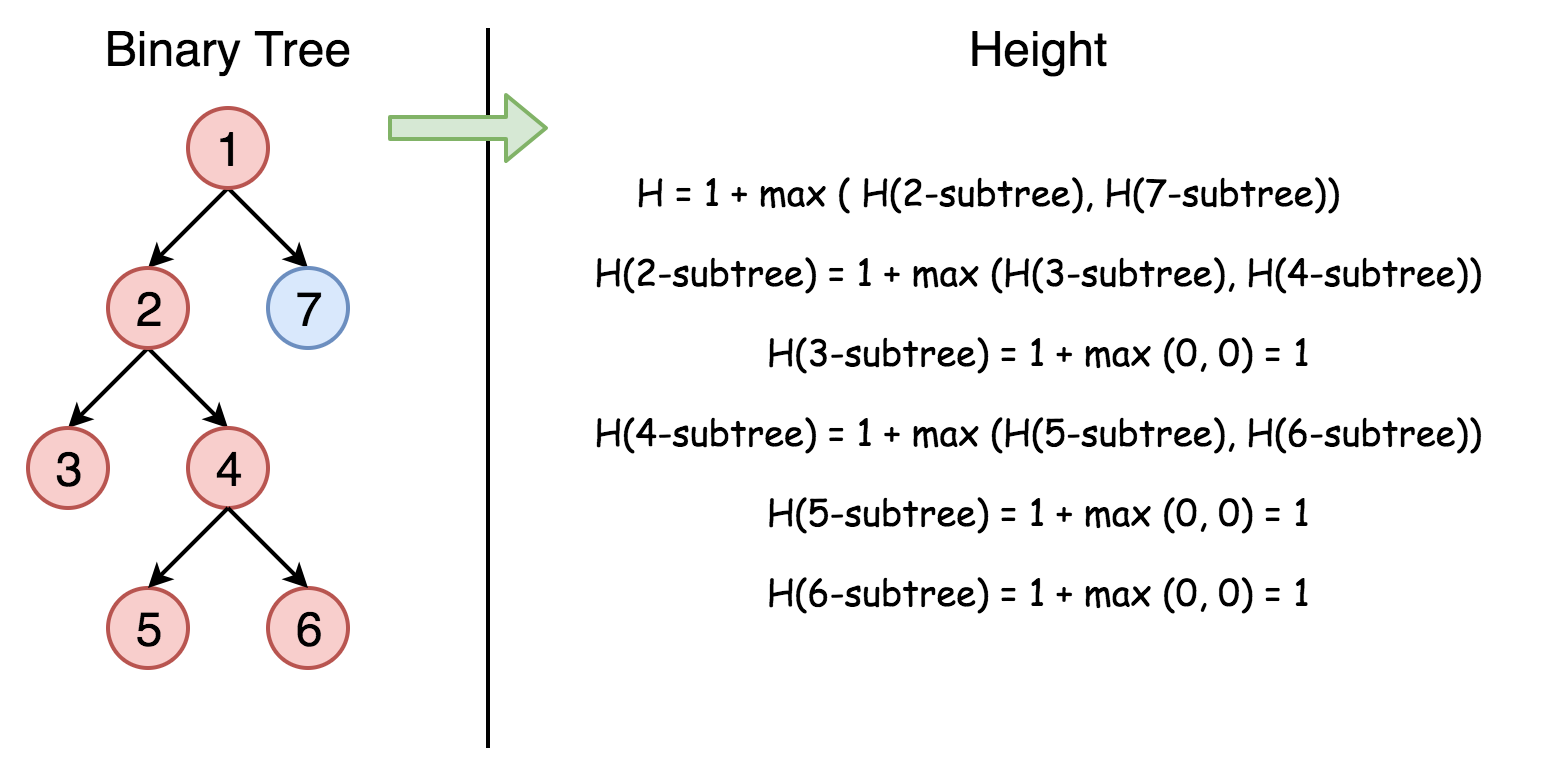 Binary Tree
Height
1
2
7
3
4
5
6
H = 1 + max ( H(2-subtree), H(7-subtree))
H(2-subtree) = 1 + max (H(3-subtree), H(4-subtree))
H(3-subtree) = 1 + max (0, 0) = 1
H(4-subtree) = 1 + max (H(5-subtree), H(6-subtree))
H(5-subtree) = 1 + max (0, 0) = 1
H(6-subtree) = 1 + max (0, 0) = 1